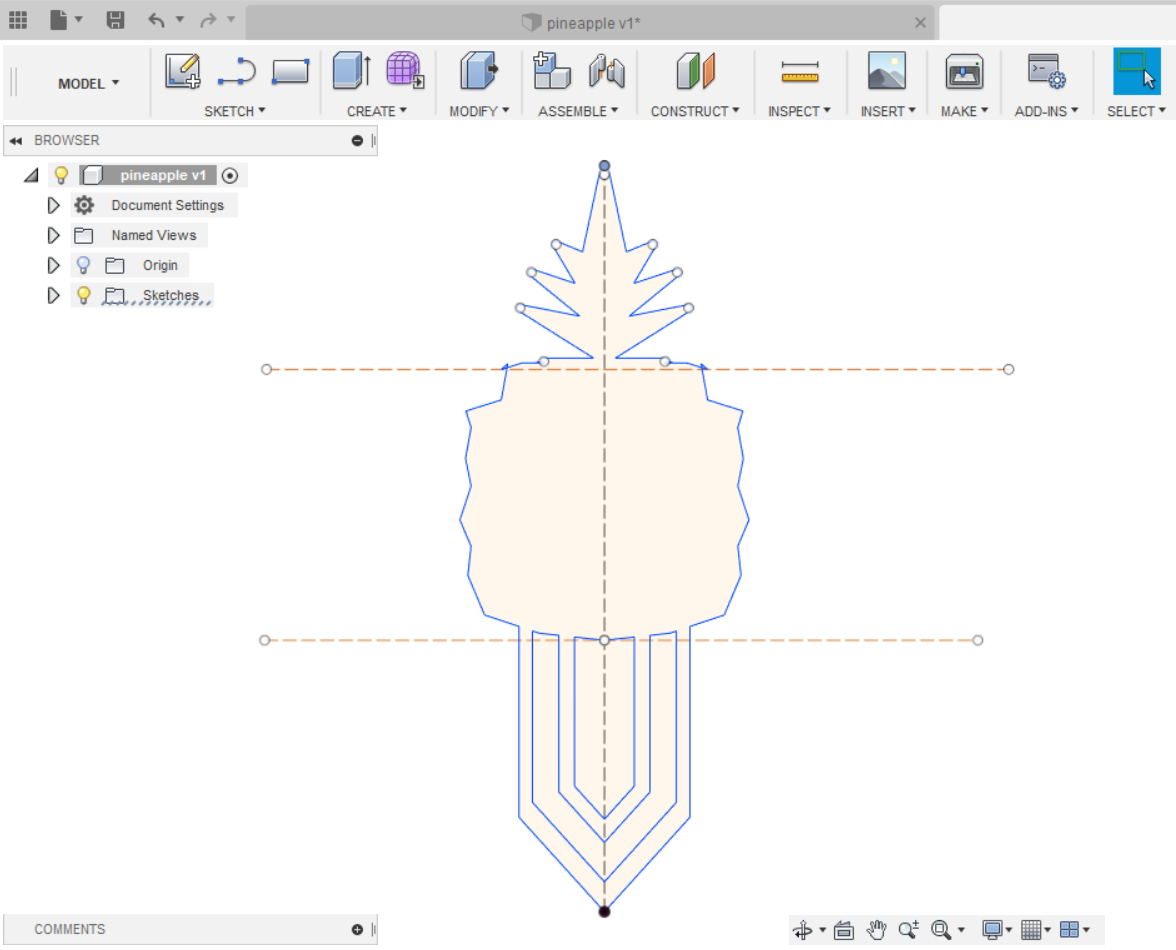 pineapple v1*
MODEL
SKETCH
CREATE
MODIFY
ASSEMBLE
CONSTRUCT
INSPECT
INSERT
MAKE
ADD-INS
SELECT
BROWSER
pineapple v1
Document Settings
Named Views
Origin
Sketches
COMMENTS